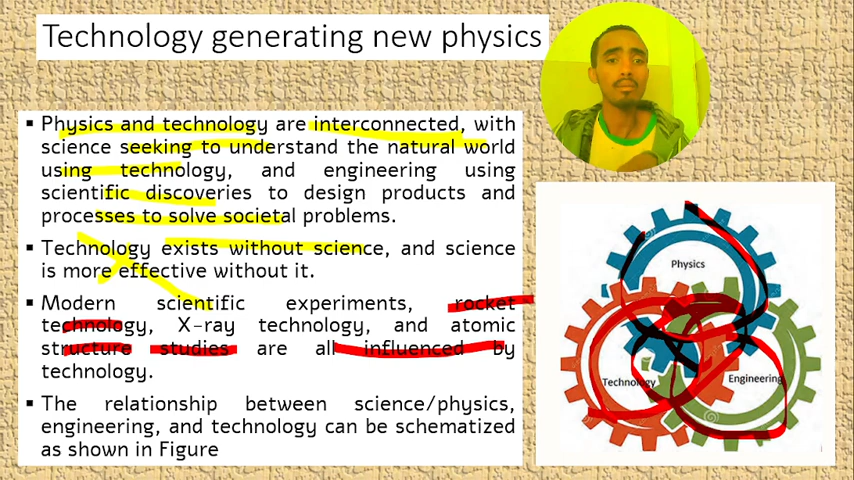 Technology generating new physics
▪ Physics and technology are interconnected, with
science seeking to understand the natural world
using technology, and engineering using
scientific discoveries to design products and
processes to solve societal problems.
▪ Technology exists without science, and science
is more effective without it.
▪ Modern scientific experiments, rocket
technology, X-ray technology, and atomic
structure studies are all influenced by
technology.
▪ The relationship between science/physics,
engineering, and technology can be schematized
as shown in Figure
Physics
Technology
Engineering